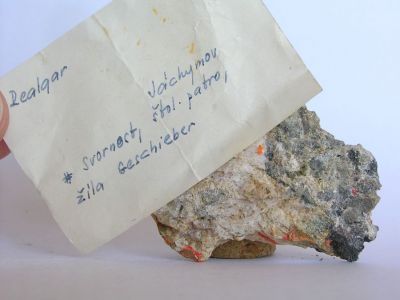 Realgar
Jáchymov
* Svornost, štol. patro,
žíla Geschieber